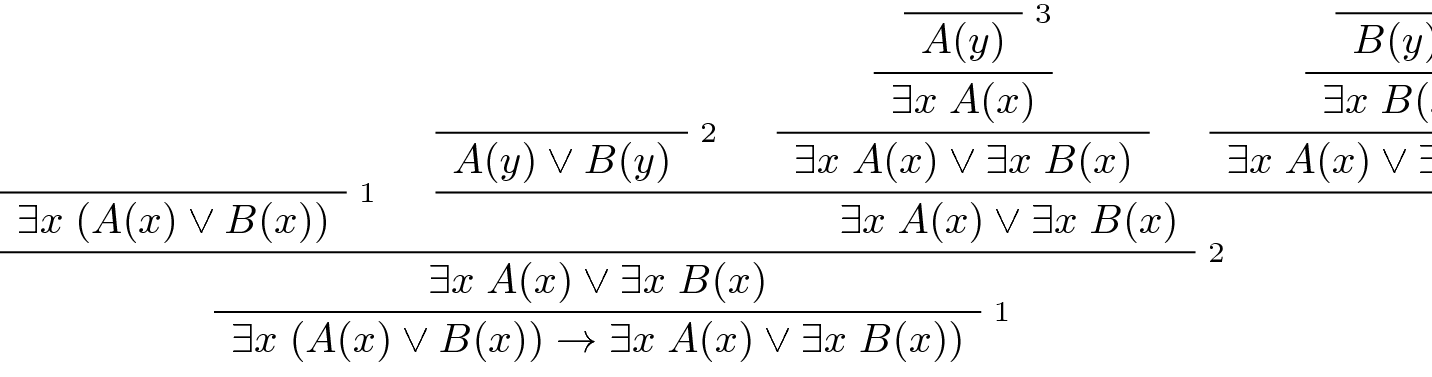 A(y) 3 B(y)
∃x A(x) ∃x B(
A(y) ∨ B(y) 2 ∃x A(x) ∨ ∃x B(x) ∃x A(x) ∨
∃x (A(x) ∨ B(x)) 1 ∃x A(x) ∨ ∃x B(x)
∃x A(x) ∨ ∃x B(x) 2
∃x (A(x) ∨ B(x)) → ∃x A(x) ∨ ∃x B(x)) 1